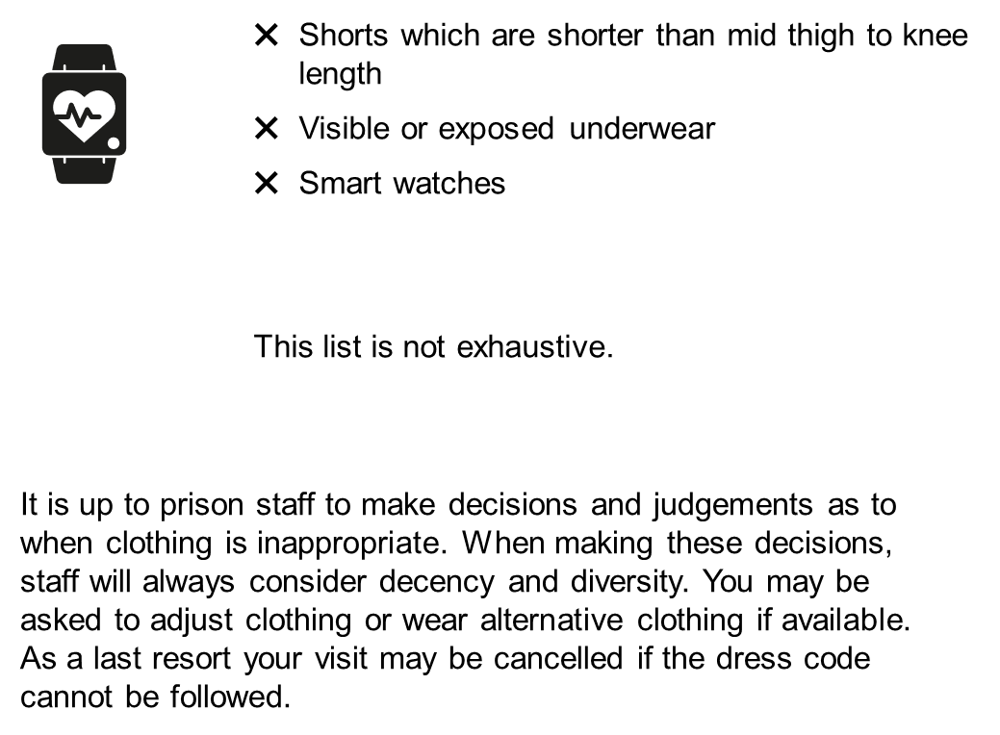 ✕ Shorts which are shorter than mid thigh to knee
length
✕ Visible or exposed underwear
✕ Smart watches
This list is not exhaustive.
It is up to prison staff to make decisions and judgements as to
when clothing is inappropriate. When making these decisions,
staff will always consider decency and diversity. You may be
asked to adjust clothing or wear alternative clothing if available.
As a last resort your visit may be cancelled if the dress code
cannot be followed.